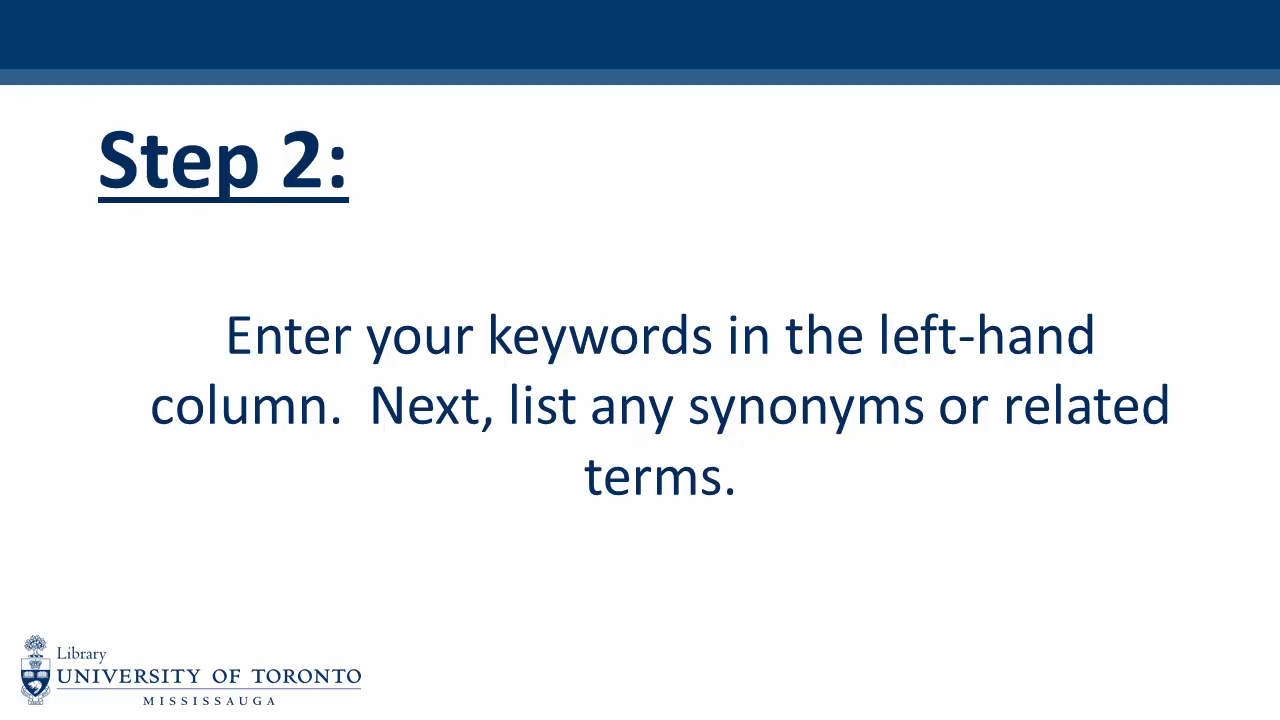 Step 2:
Enter your keywords in the left-hand
column.  Next, list any synonyms or related
terms.
Library
UNIVERSITY OF TORONTO
MISSISSAUGA